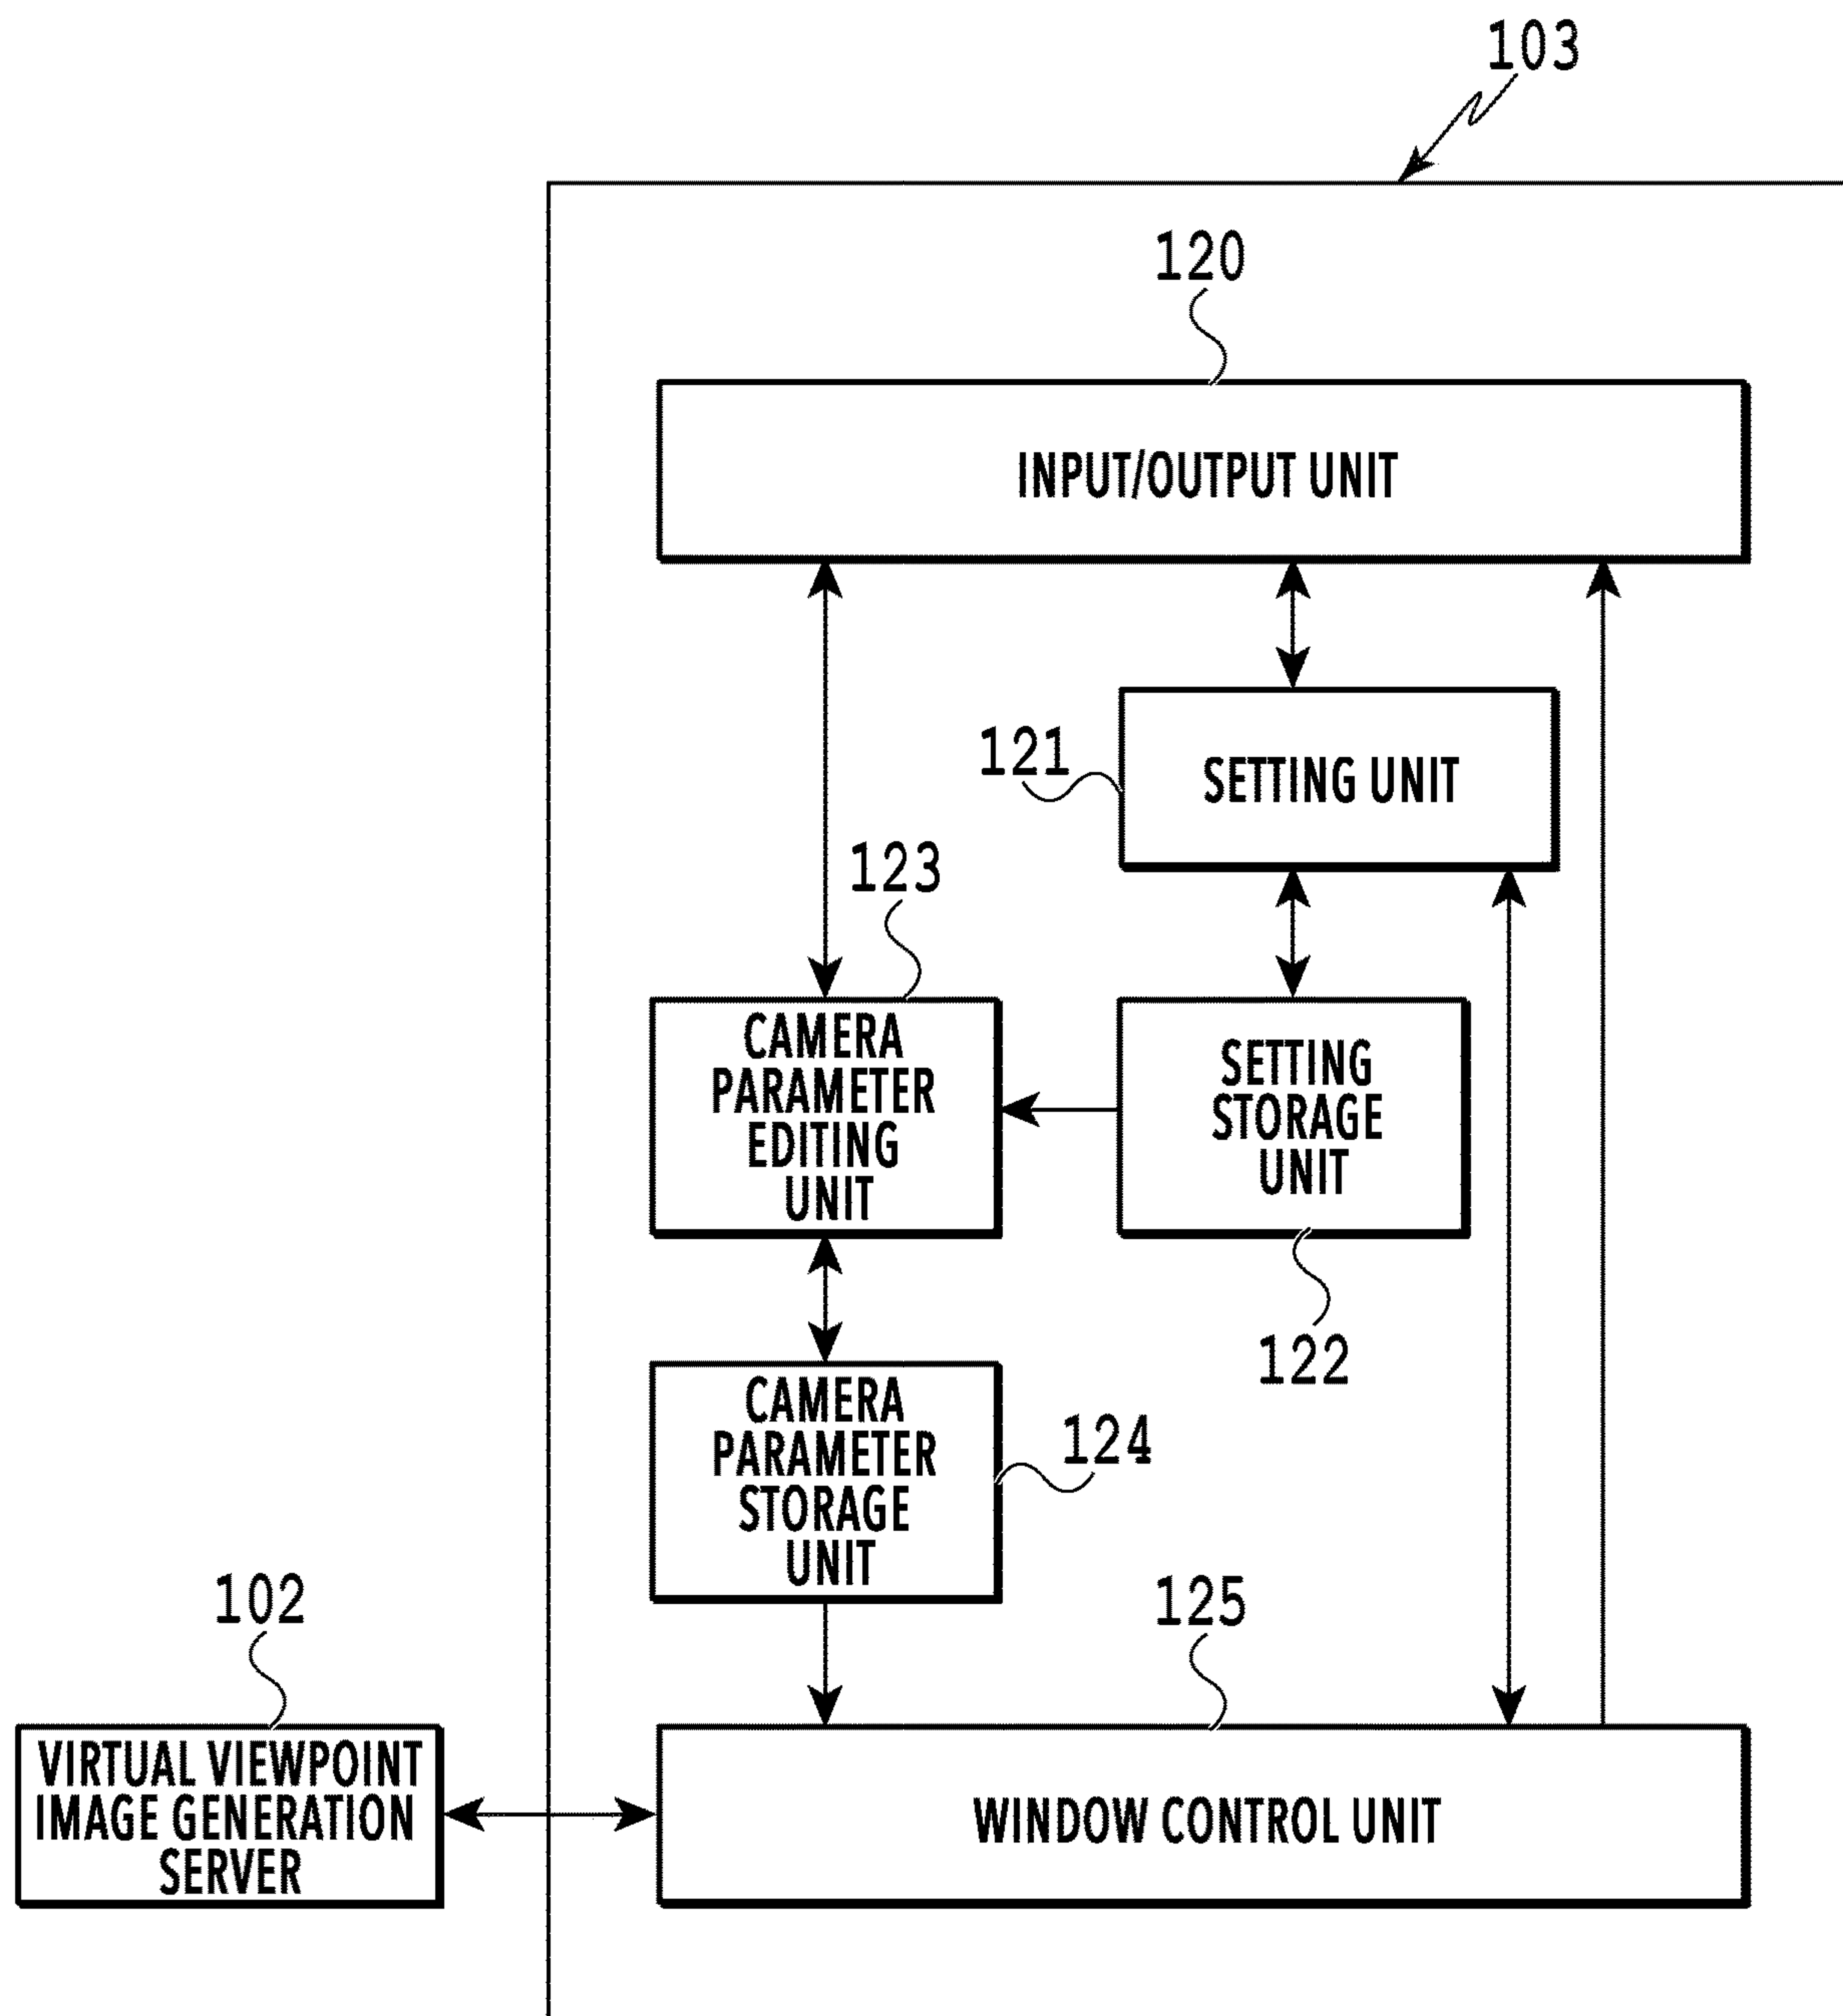 103
120
INPUT/OUTPUT UNIT
121
SETTING UNIT
123
CAMERA
PARAMETER
EDITING
UNIT
SETTING
STORAGE
UNIT
122
CAMERA
PARAMETER
STORAGE
UNIT
124
102
VIRTUAL VIEWPOINT
IMAGE GENERATION
SERVER
125
WINDOW CONTROL UNIT